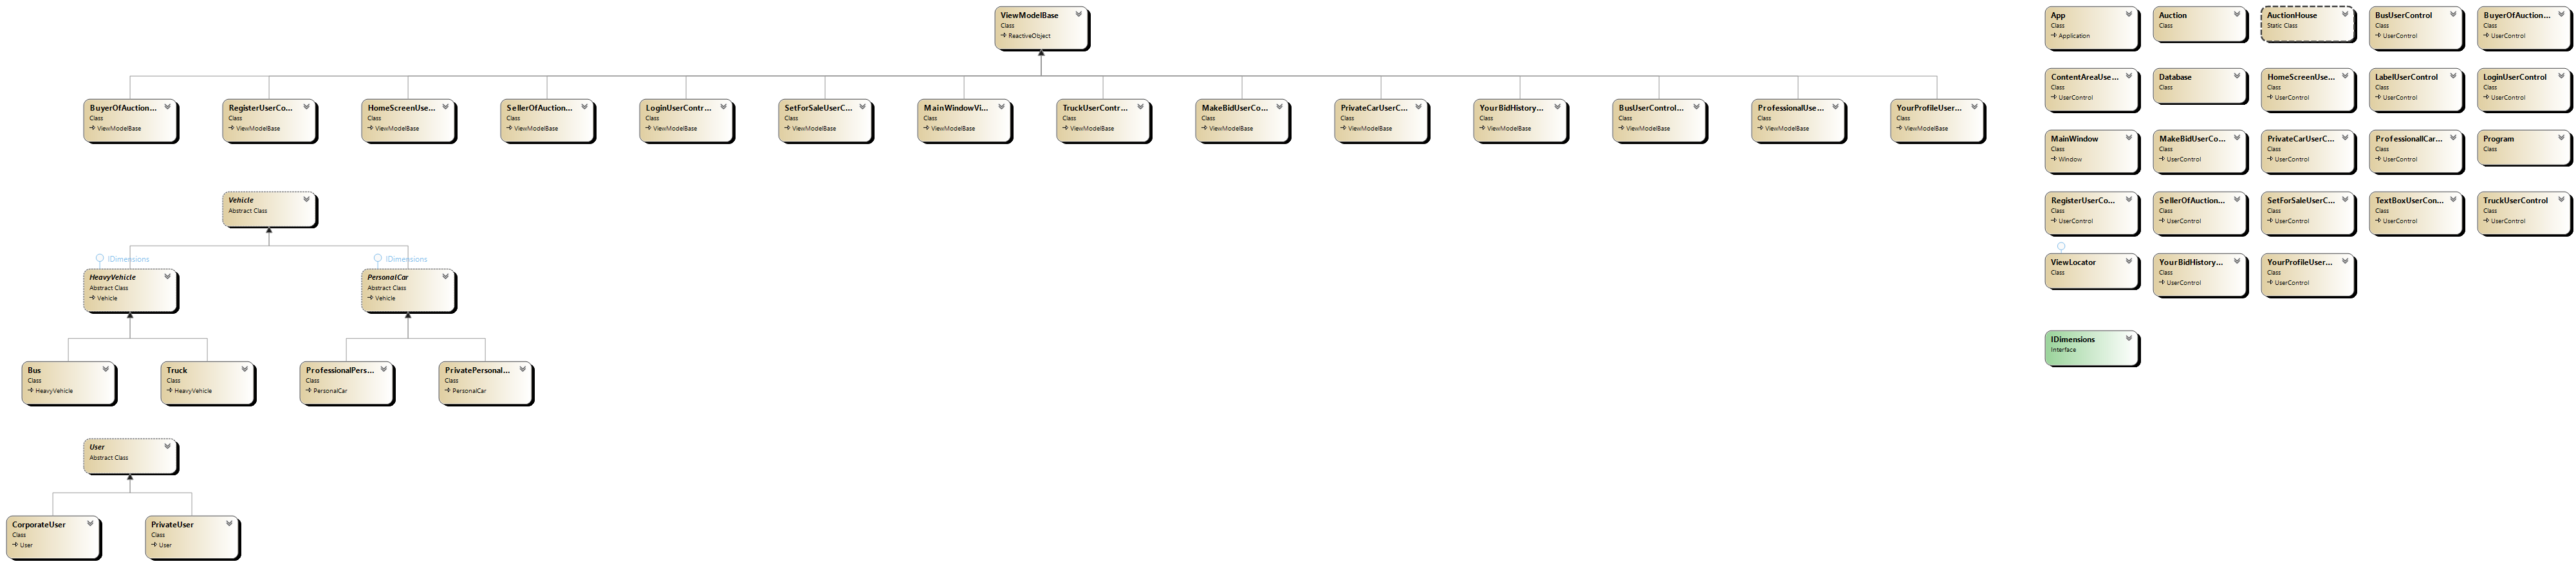 ViewModelBase
Class
ReactiveObject
BuyerOfAuction...
Class
ViewModelBase
RegisterUserCo...
Class
ViewModelBase
HomeScreenUse...
Class
ViewModelBase
SellerOfAuction...
Class
ViewModelBase
LoginUserContr...
Class
ViewModelBase
SetForSaleUserC...
Class
ViewModelBase
MainWindowVi...
Class
ViewModelBase
TruckUserContr...
Class
ViewModelBase
MakeBidUserCo...
Class
ViewModelBase
PrivateCarUserC...
Class
ViewModelBase
YourBidHistory...
Class
ViewModelBase
BusUserControl...
Class
ViewModelBase
ProfessionalUse...
Class
ViewModelBase
YourProfileUser...
Class
ViewModelBase
Vehicle
Abstract Class
IDimensions
HeavyVehicle
Abstract Class
Vehicle
IDimensions
PersonalCar
Abstract Class
Vehicle
Bus
Class
HeavyVehicle
Truck
Class
HeavyVehicle
ProfessionalPers...
Class
PersonalCar
PrivatePersonal...
Class
PersonalCar
User
Abstract Class
CorporateUser
Class
User
PrivateUser
Class
User
App
Class
Application
Auction
Class
AuctionHouse
Static Class
BusUserControl
Class
UserControl
BuyerOfAuction...
Class
UserControl
ContentAreaUse...
Class
UserControl
Database
Class
HomeScreenUse...
Class
UserControl
LabelUserControl
Class
UserControl
LoginUserControl
Class
UserControl
MainWindow
Class
Window
MakeBidUserCo...
Class
UserControl
PrivateCarUserC...
Class
UserControl
ProfessionallCar...
Class
UserControl
Program
Class
RegisterUserCo...
Class
UserControl
SellerOfAuction...
Class
UserControl
SetForSaleUserC...
Class
UserControl
TextBoxUserCon...
Class
UserControl
TruckUserControl
Class
UserControl
ViewLocator
Class
YourBidHistory...
Class
UserControl
YourProfileUser...
Class
UserControl
IDimensions
Interface